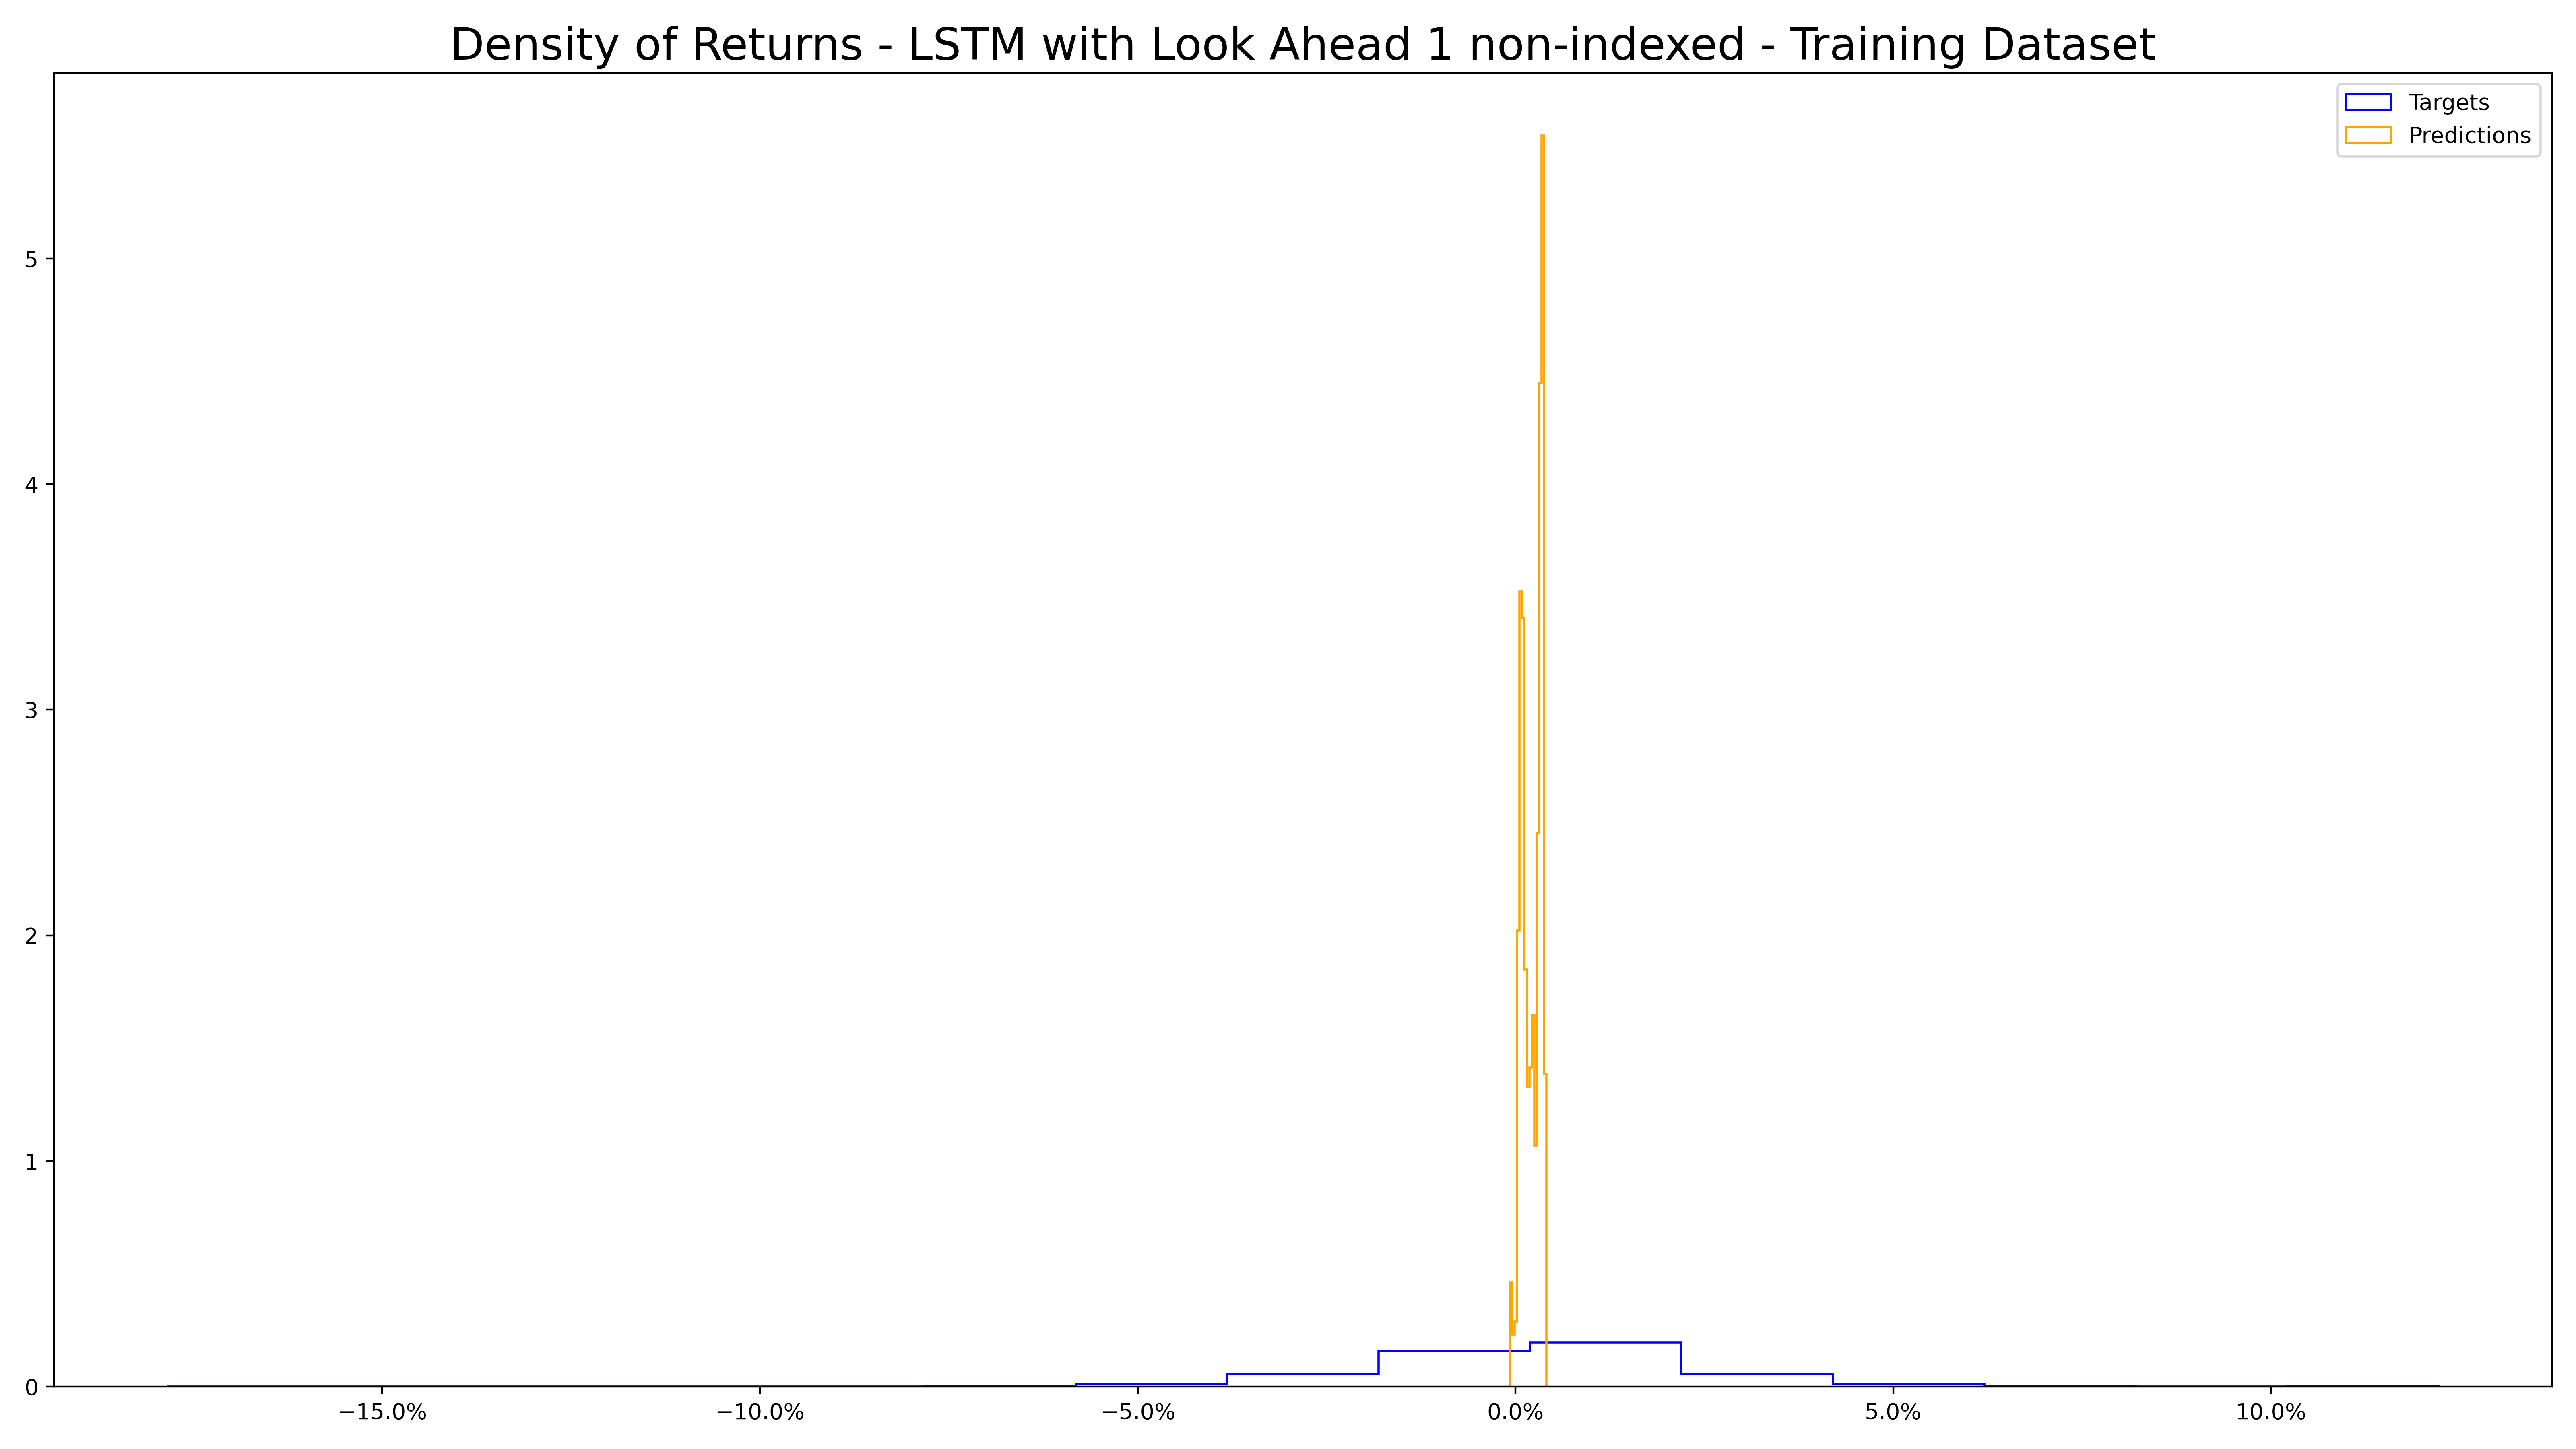 Density of Returns - LSTM with Look Ahead 1 non-indexed - Training Dataset
Targets
Predictions
5
4
3
2
1
0
−15.0% −10.0% −5.0% 0.0% 5.0% 10.0%